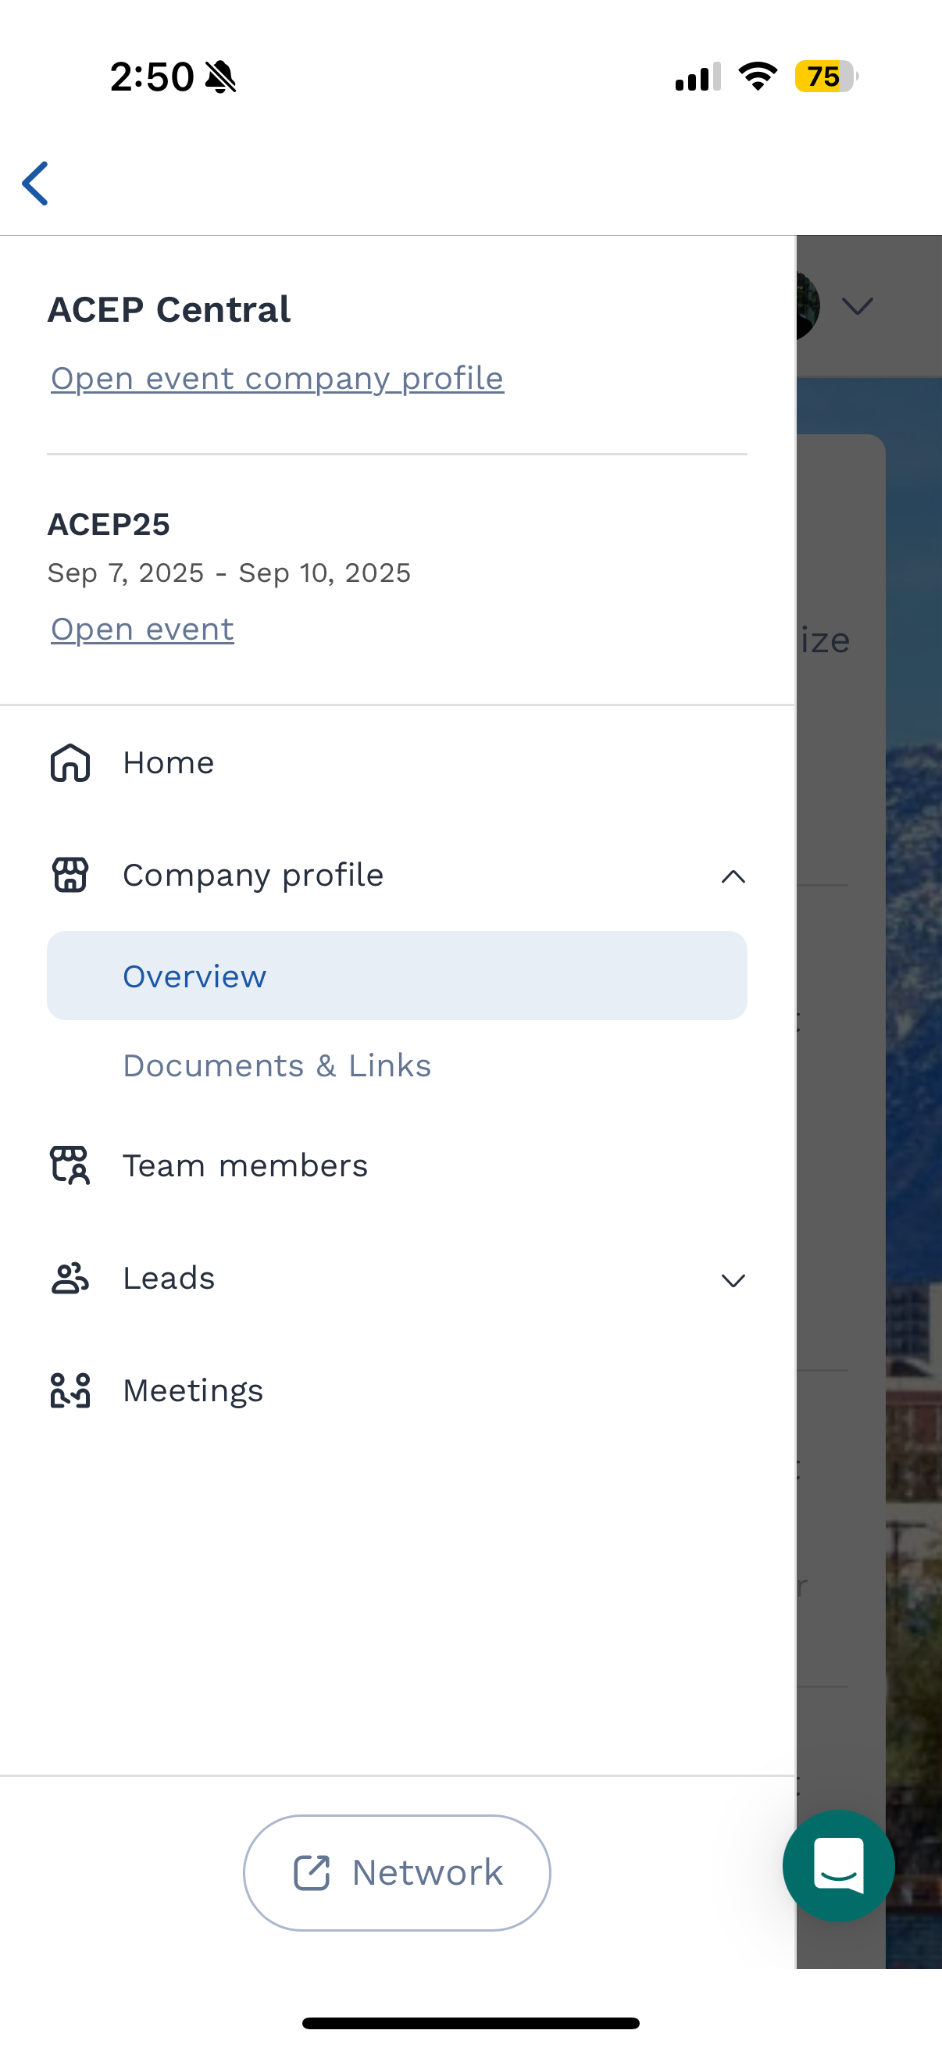 2:50
75
ACEP Central
Open event company profile
ACEP25
Sep 7, 2025 - Sep 10, 2025
Open event
ize
Home
Company profile
Overview
Documents & Links
Team members
Leads
Meetings
Network